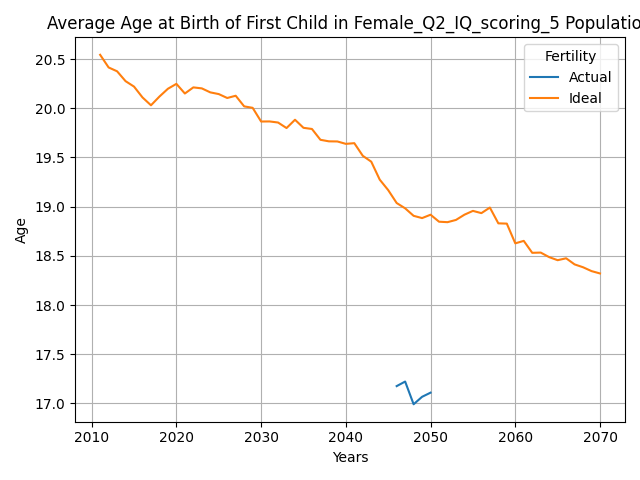 Average Age at Birth of First Child in Female_Q2_IQ_scoring_5 Populatio
Fertility
Actual
Ideal
20.5
20.0
19.5
19.0
18.5
18.0
17.5
17.0
Age
2010 2020 2030 2040 2050 2060 2070
Years